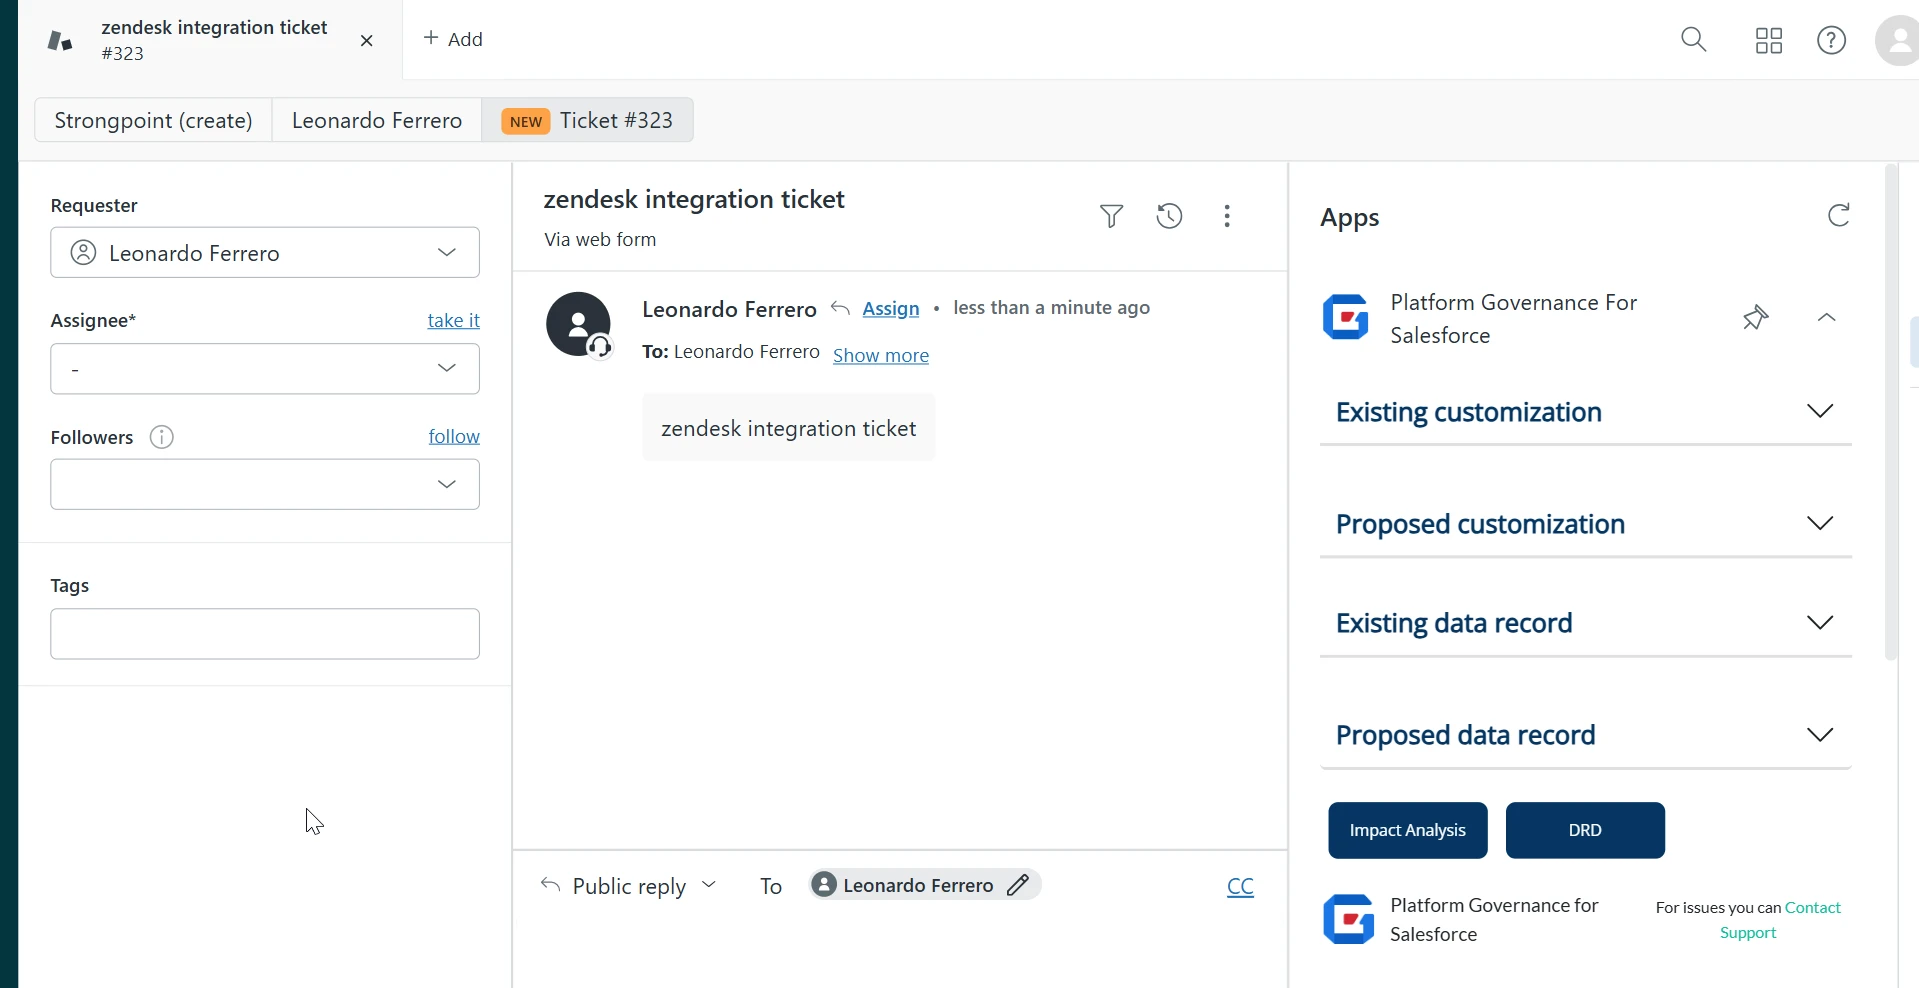 zendesk integration ticket
#323
+ Add
Strongpoint (create)
Leonardo Ferrero
NEW Ticket #323
Requester
Leonardo Ferrero
Assignee*
take it
-
Followers
follow
Tags
zendesk integration ticket
Via web form
Leonardo Ferrero Assign • less than a minute ago
To: Leonardo Ferrero Show more
zendesk integration ticket
Public reply
To
Leonardo Ferrero
CC
Apps
Platform Governance For
Salesforce
Existing customization
Proposed customization
Existing data record
Proposed data record
Impact Analysis
DRD
Platform Governance for
Salesforce
For issues you can Contact
Support